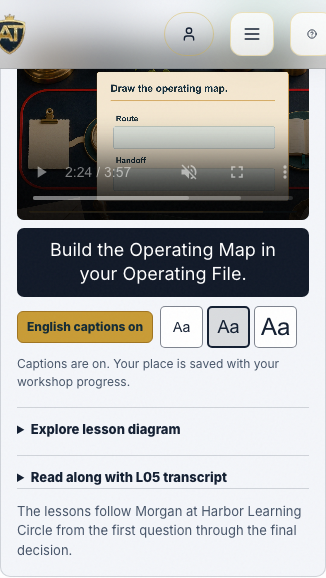 AT
Draw the operating map.
Route
Handoff
2:24 / 3:57
Build the Operating Map in
your Operating File.
English captions on
Aa
Aa
Aa
Captions are on. Your place is saved with your
workshop progress.
Explore lesson diagram
Read along with L05 transcript
The lessons follow Morgan at Harbor Learning
Circle from the first question through the final
decision.